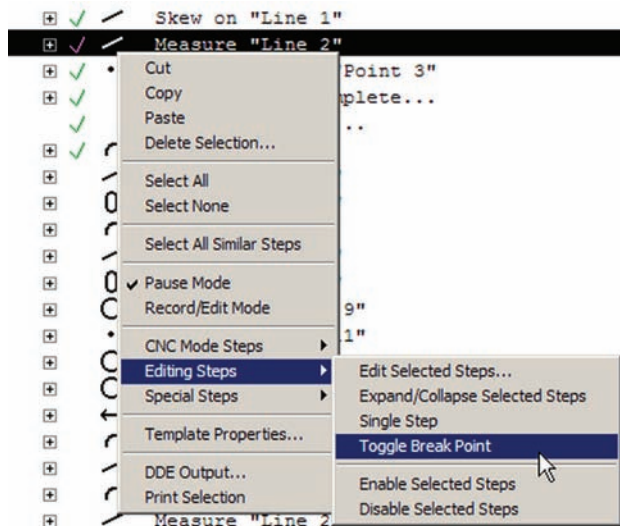 Skew on "Line 1"
Measure "Line 2"
Cut
Point 3"
Copy
plete...
Paste
..
Delete Selection...
Select All
Select None
Select All Similar Steps
Pause Mode
Record/Edit Mode
9"
1"
CNC Mode Steps
Editing Steps
Special Steps
Template Properties...
DDE Output...
Print Selection
Edit Selected Steps...
Expand/Collapse Selected Steps
Single Step
Toggle Break Point
Enable Selected Steps
Disable Selected Steps
Measure "Line 2